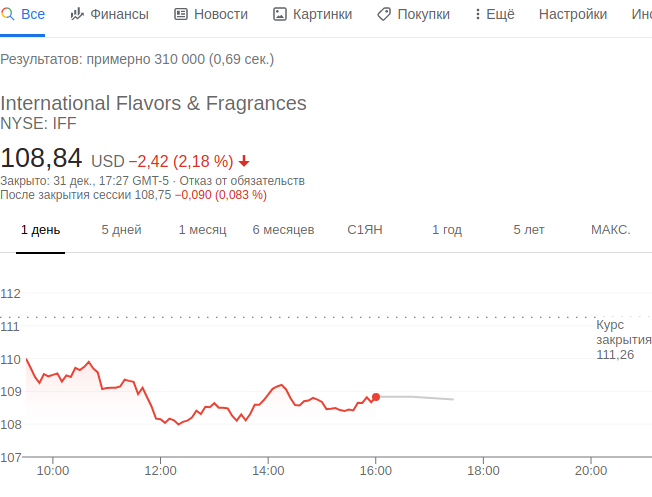 Все Финансы Новости Картинки Покупки Ещё Настройки
Результатов: примерно 310 000 (0,69 сек.)
International Flavors & Fragrances
NYSE: IFF
108,84 USD −2,42 (2,18 %)
Закрыто: 31 дек., 17:27 GMT-5 · Отказ от обязательств
После закрытия сессии 108,75 −0,090 (0,083 %)
1 день 5 дней 1 месяц 6 месяцев С1ЯН 1 год 5 лет МАКС.
112
111
110
109
108
107
Курс
закрытия
111,26
10:00 12:00 14:00 16:00 18:00 20:00